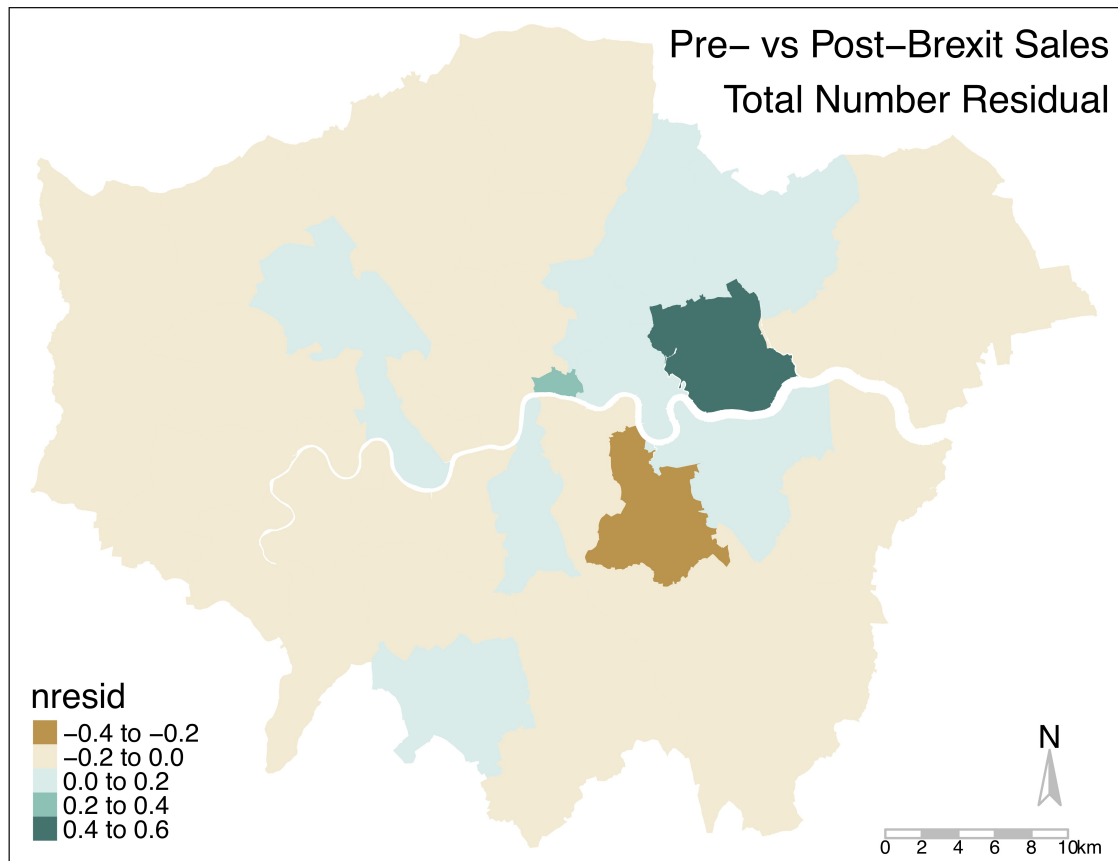 Pre− vs Post−Brexit Sales
Total Number Residual
nresid
−0.4 to −0.2
−0.2 to 0.0
0.0 to 0.2
0.2 to 0.4
0.4 to 0.6
N
0 2 4 6 8 10km